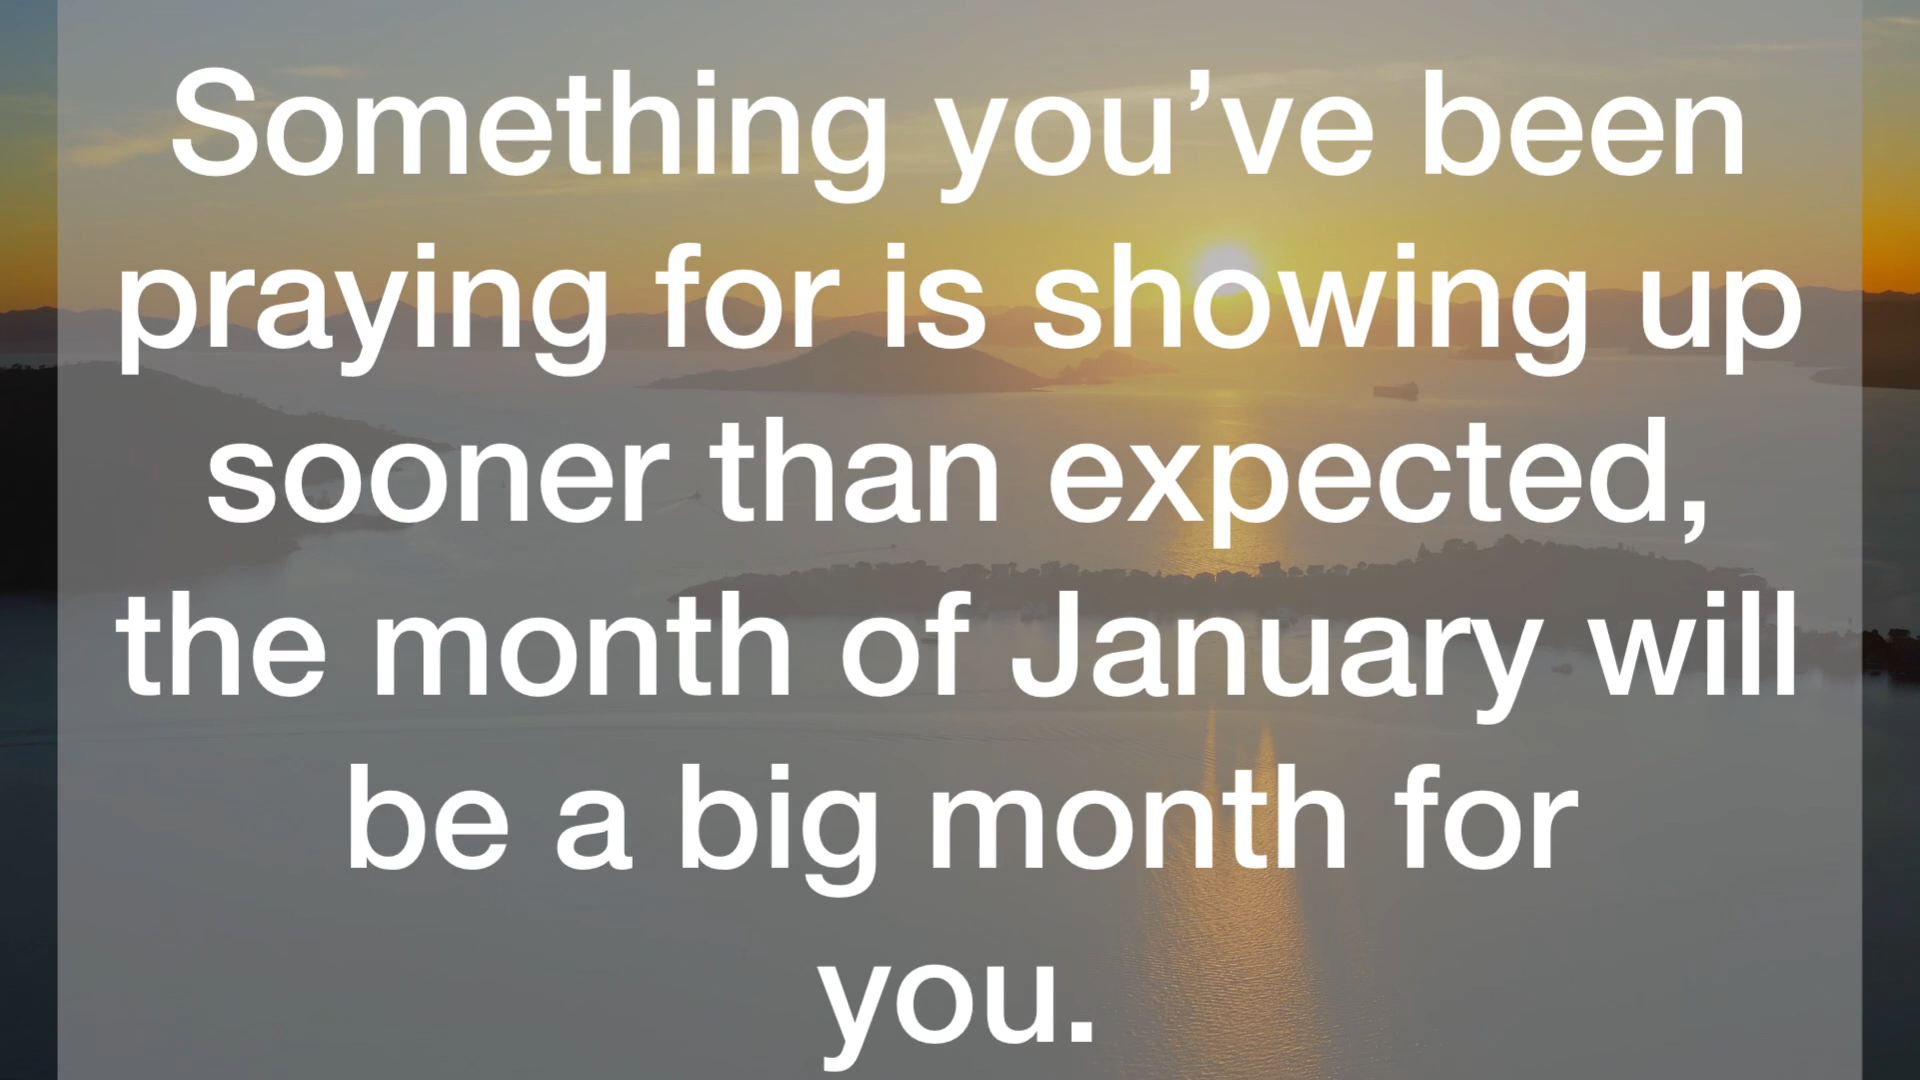 Something you’ve been
praying for is showing up
sooner than expected,
the month of January will
be a big month for
you.